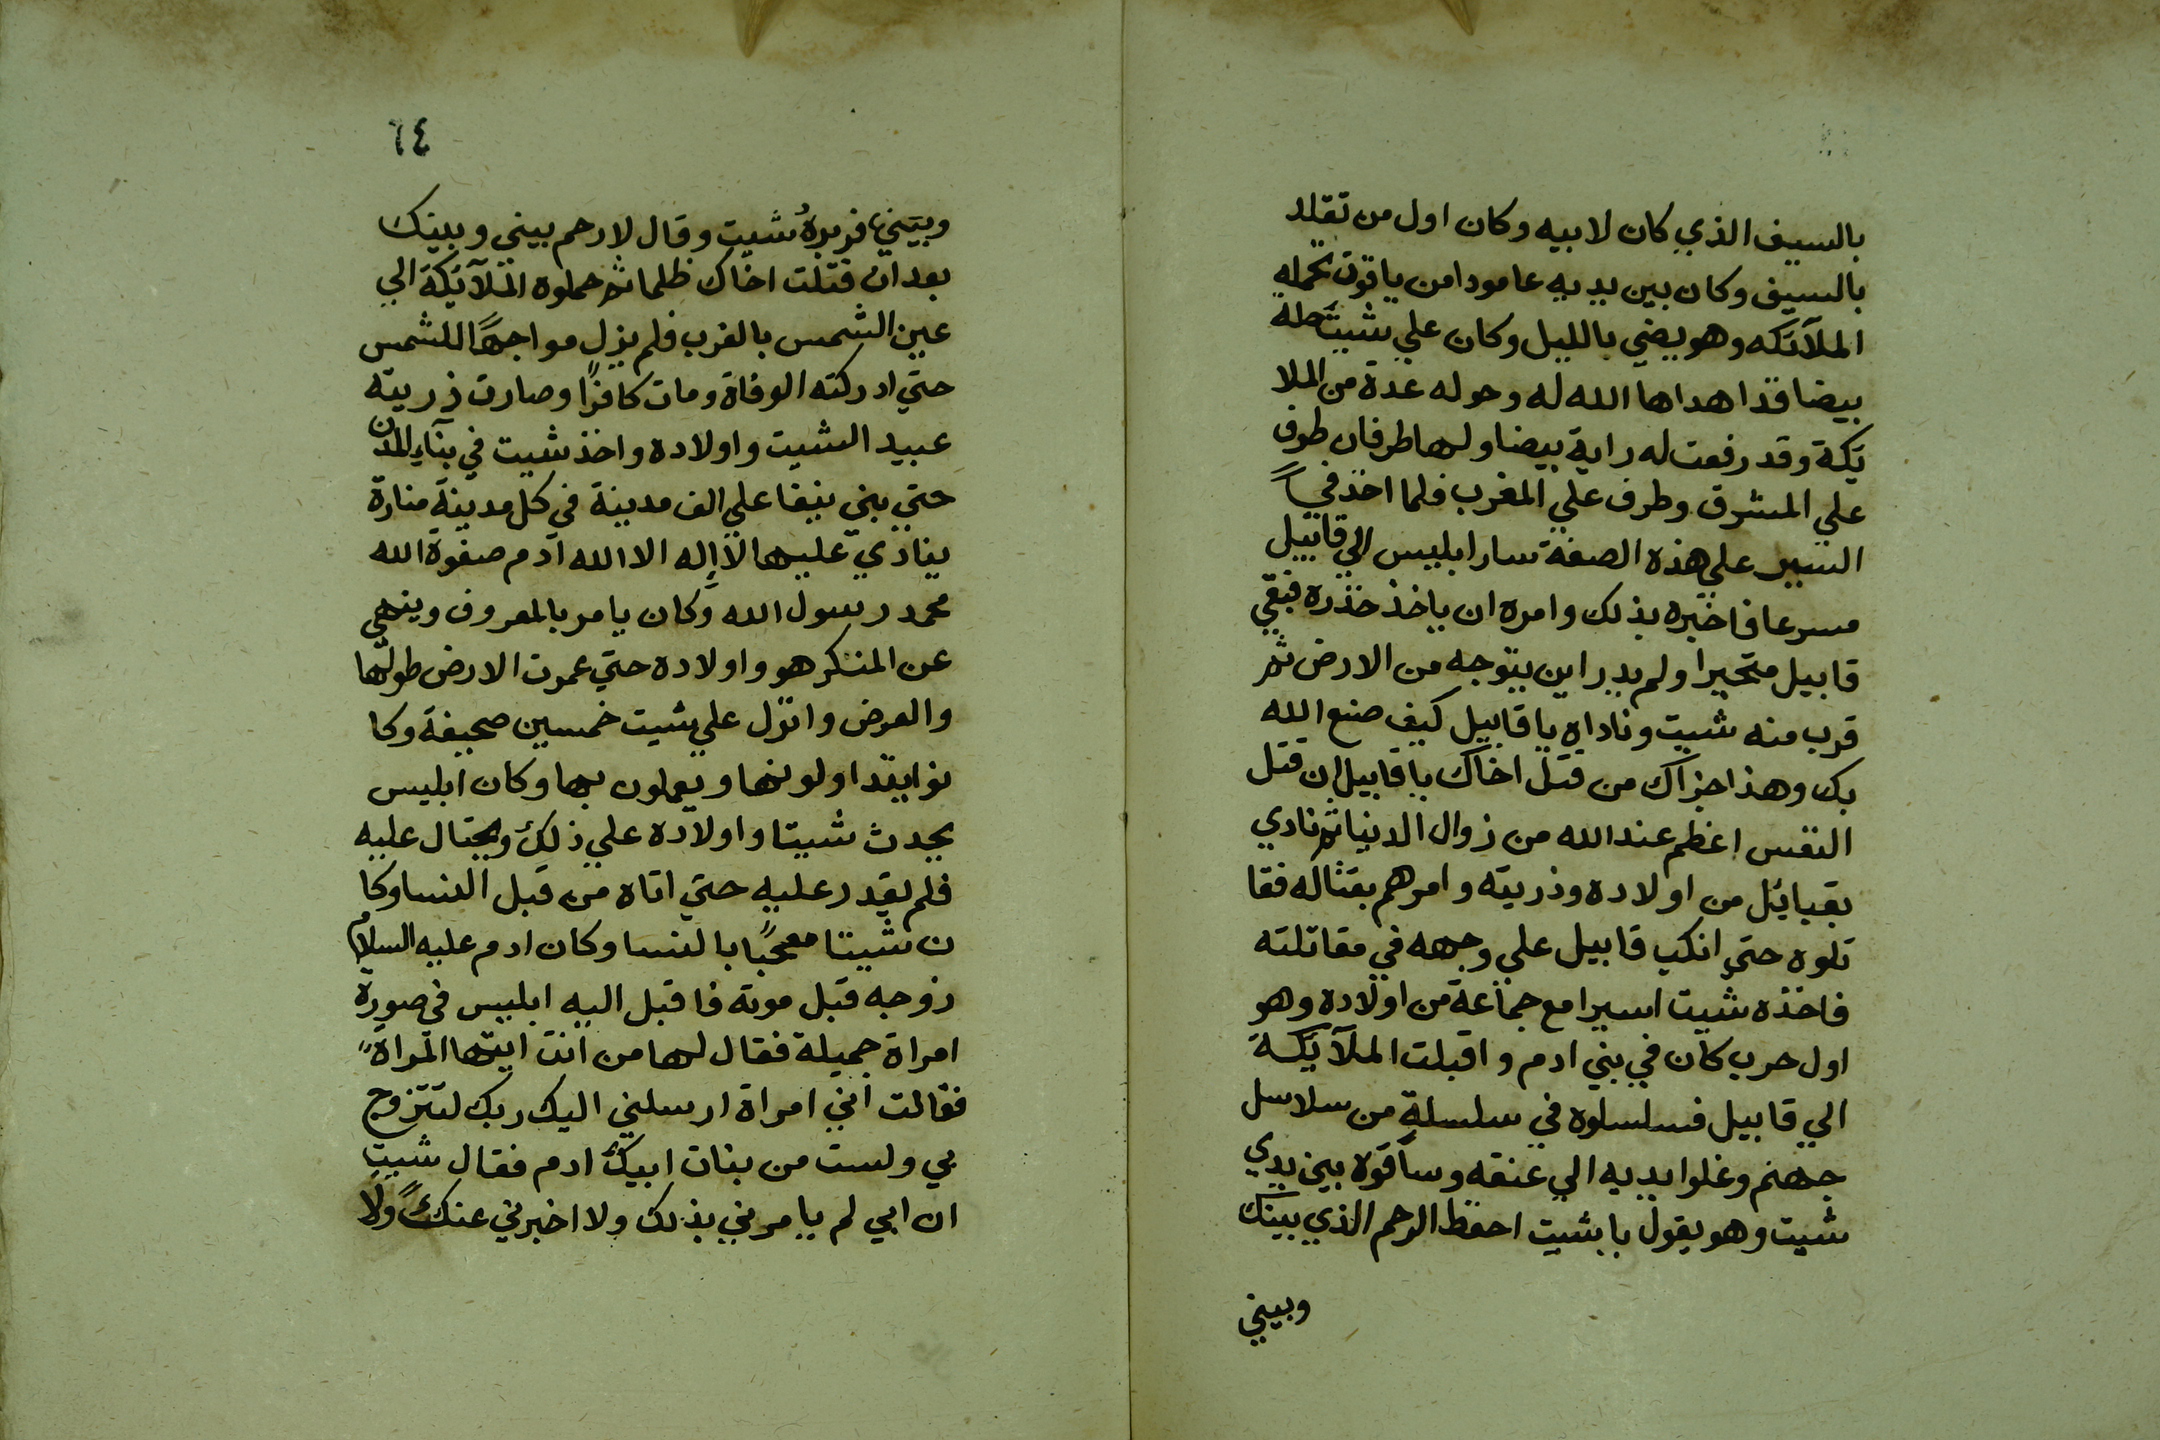 بالسيف الذي كان لابيه وكان اول من تقلد
بالسيف وكان بين يديه عامودا من ياقوت تحمله
الملآئكه وهو يضي بالليل وكان علي شيث حلة
بيضا قد اهداها الله له وحوله عدة من الملا
ئكة وقد رفعت له راية بيضا ولها طرفان طرف
علي المشرق وطرف علي المغرب فلما اخذ في
السير علي هذه الصفة سار ابليس الي قابيل
مسرعا فاخبره بذلك وامره ان ياخذ حذره فبقي
قابيل متحيرا ولم يدر اين يتوجه من الارض ثم
قرب منه شيث وناداه يا قابيل كيف صنع الله
بك وهذا جزاك من قتل اخاك يا قابيل ان قتل
النفس اعظم عند الله من زوال الدنيا ثم نادي
بقبائل من اولاده وذريته وامرهم بقتاله فقا
تلوه حتي انكب قابيل علي وجهه في مقاتلته
فاخذه شيث اسيرا مع جماعة من اولاده وهو
اول حرب كان في بني ادم واقبلت الملآئكة
الي قابيل فسلسلوه في سلسلة من سلاسل
جهنم وغلوا يديه الي عنقه وساقوه بين يدي
شيث وهو يقول يا شيث احفظ الرحم الذي بينك
وبيني
٦٤
وبيني فزبره شيث وقال لا رحم بيني وبينك
بعد ان قتلت اخاك ظلما ثم حملوه الملآئكة الي
عين الشمس بالغرب فلم يزل مواجهًا للشمس
حتي ادركته الوفاة ومات كافرًا وصارت ذريته
عبيد الشيث واولاده واخذ شيث في بنآء المدن
حتي بني نيفا علي الف مدينة في كل مدينة منارة
ينادي عليها لا إله الا الله آدم صفوة الله
محمد رسول الله وكان يامر بالمعروف وينهي
عن المنكر هو واولاده حتي عمرت الارض طولها
والعرض وانزل علي شيث خمسين صحيفة وكا
نوا يتداولونها ويعملون بها وكان ابليس
يحدث شيثا واولاده علي ذلك ويحتال عليه
فلم يقدر عليه حتي اتاه من قبل النسا وكا
ن شيثا معجبًا بالنسا وكان ادم عليه السلام
زوجه قبل موته فاقبل اليه ابليس في صورة
امراة جميلة فقال لها من انت ايتها المراة
فقالت انني امراة ارسلني اليك ربك لتتزوج
بي ولست من بنات ابيك ادم فقال شيث
ان ابي لم يامرني بذلك ولا اخبرني عنك ولا